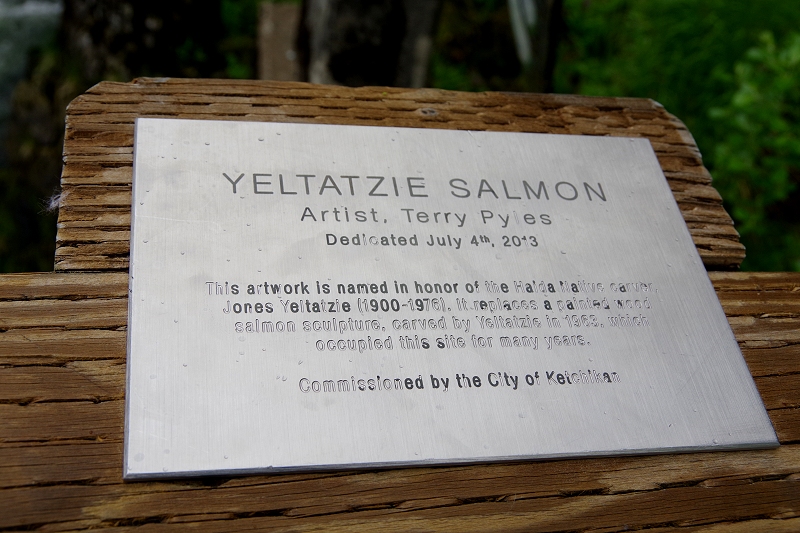 YELTATZIE SALMON
Artist, Terry Pyles
Dedicated July 4th, 2013
This artwork is named in honor of the Haida Native carver,
Jones Yeltatzie (1900-1976). It replaces a painted wood
salmon sculpture, carved by Yeltatzie in 1963, which
occupied this site for many years.
Commissioned by the City of Ketchikan